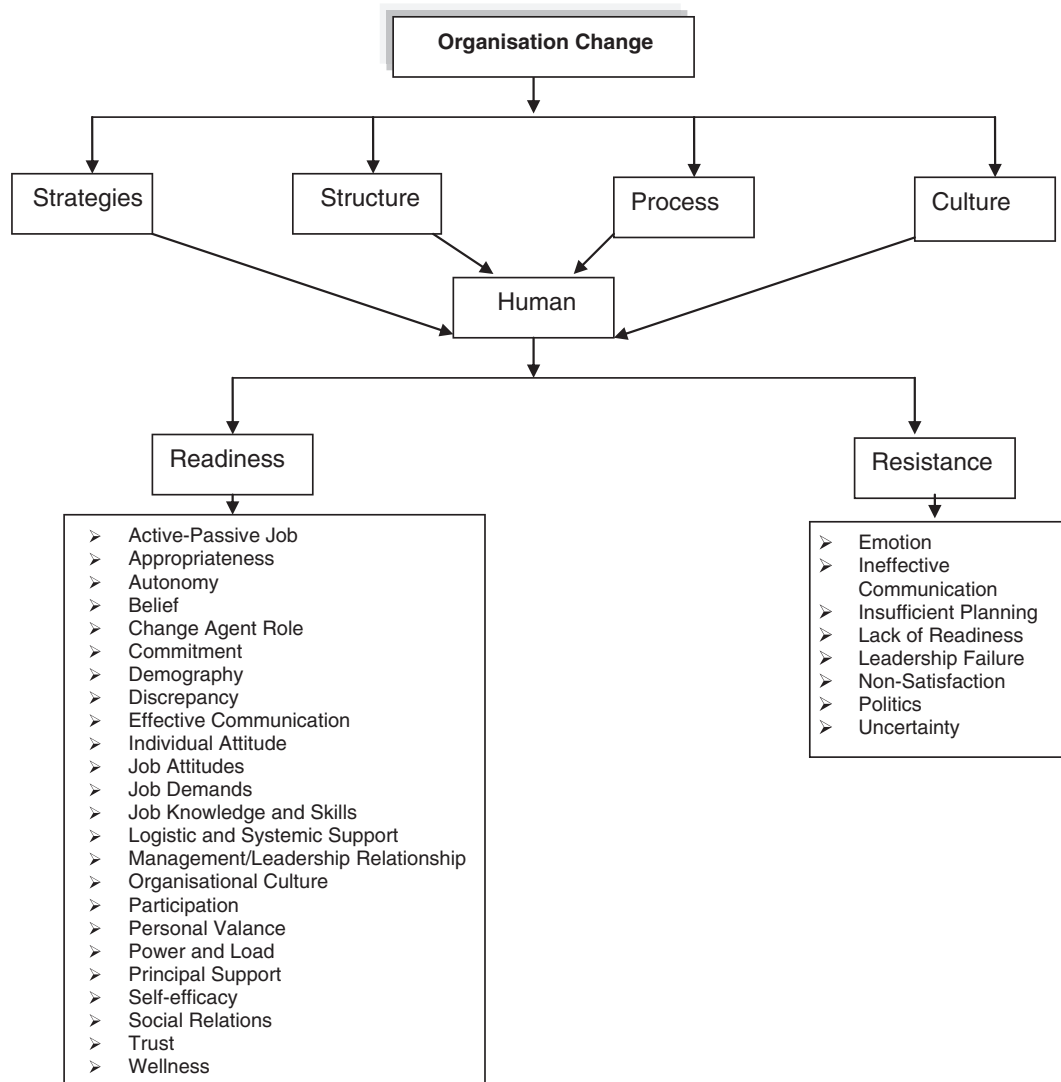 Organisation Change
Strategies
Structure
Process
Culture
Human
Readiness
Resistance
➢ Active-Passive Job
➢ Appropriateness
➢ Autonomy
➢ Belief
➢ Change Agent Role
➢ Commitment
➢ Demography
➢ Discrepancy
➢ Effective Communication
➢ Individual Attitude
➢ Job Attitudes
➢ Job Demands
➢ Job Knowledge and Skills
➢ Logistic and Systemic Support
➢ Management/Leadership Relationship
➢ Organisational Culture
➢ Participation
➢ Personal Valance
➢ Power and Load
➢ Principal Support
➢ Self-efficacy
➢ Social Relations
➢ Trust
➢ Wellness
➢ Emotion
➢ Ineffective
Communication
➢ Insufficient Planning
➢ Lack of Readiness
➢ Leadership Failure
➢ Non-Satisfaction
➢ Politics
➢ Uncertainty